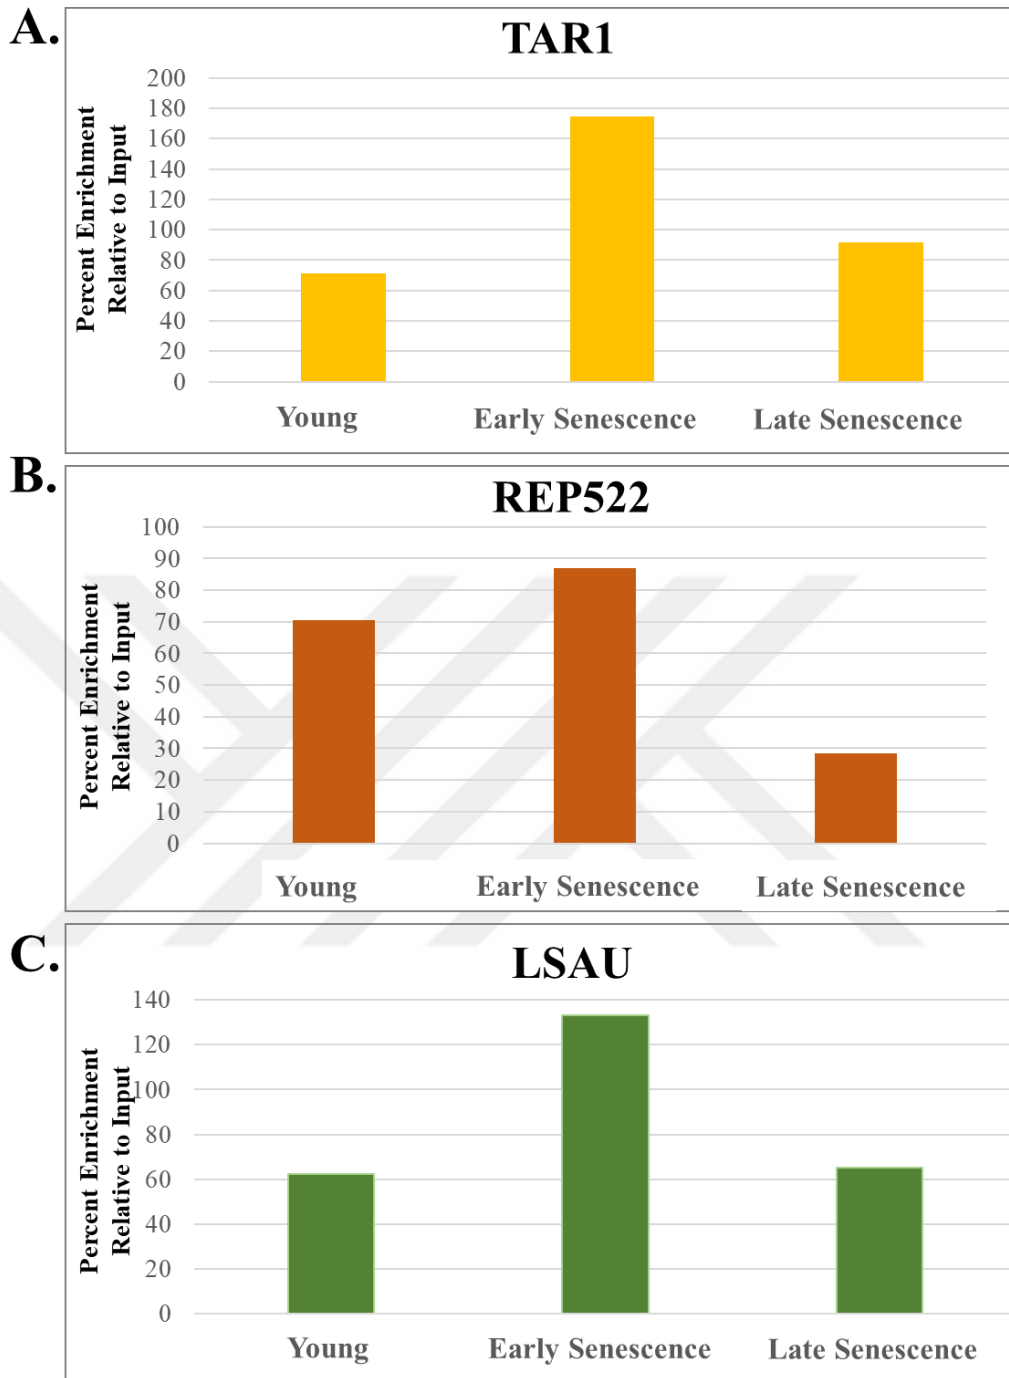 A.
TAR1
Percent Enrichment
Relative to Input
200
180
160
140
120
100
80
60
40
20
0
Young Early Senescence Late Senescence
B.
REP522
Percent Enrichment
Relative to Input
100
90
80
70
60
50
40
30
20
10
0
Young Early Senescence Late Senescence
C.
LSAU
Percent Enrichment
Relative to Input
140
120
100
80
60
40
20
0
Young Early Senescence Late Senescence